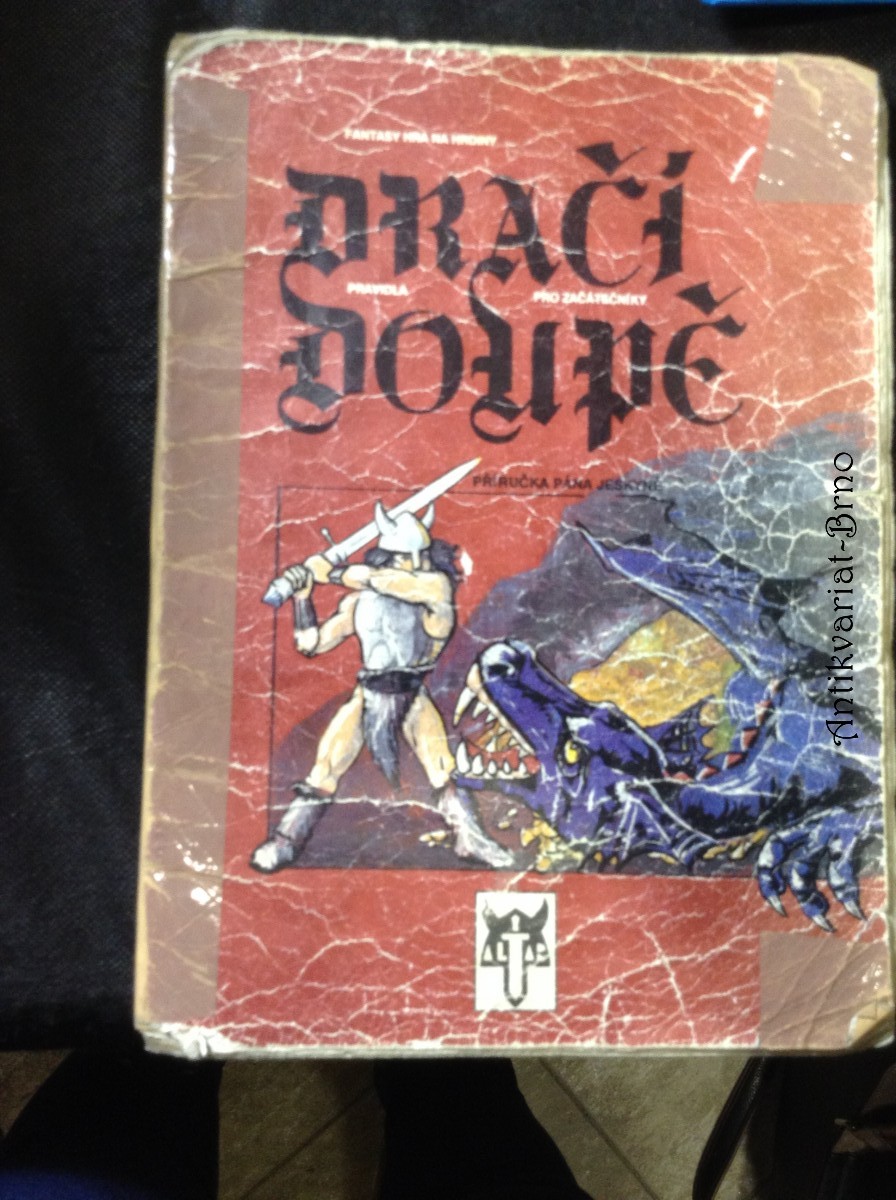 FANTASY HRA NA HRDINY
DRAČÍ
PRAVIDLA PRO ZAČÁTEČNÍKY
DOUPĚ
PŘÍRUČKA PÁNA JESKYNĚ
ALTAR
Antikvariat-Brno